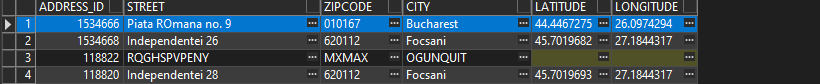 ADDRESS_ID STREET ZIPCODE CITY LATITUDE LONGITUDE
1 1534666 Piata ROmana no. 9 ... 010167 ... Bucharest ... 44.4467275 ... 26.0974294 ...
2 1534668 Independentei 26 ... 620112 ... Focsani ... 45.7019682 ... 27.1844317 ...
3 118822 RQGHSPVPENY ... MXMAX ... OGUNQUIT ... ... ...
4 118820 Independentei 28 ... 620112 ... Focsani ... 45.7019693 ... 27.1844317 ...